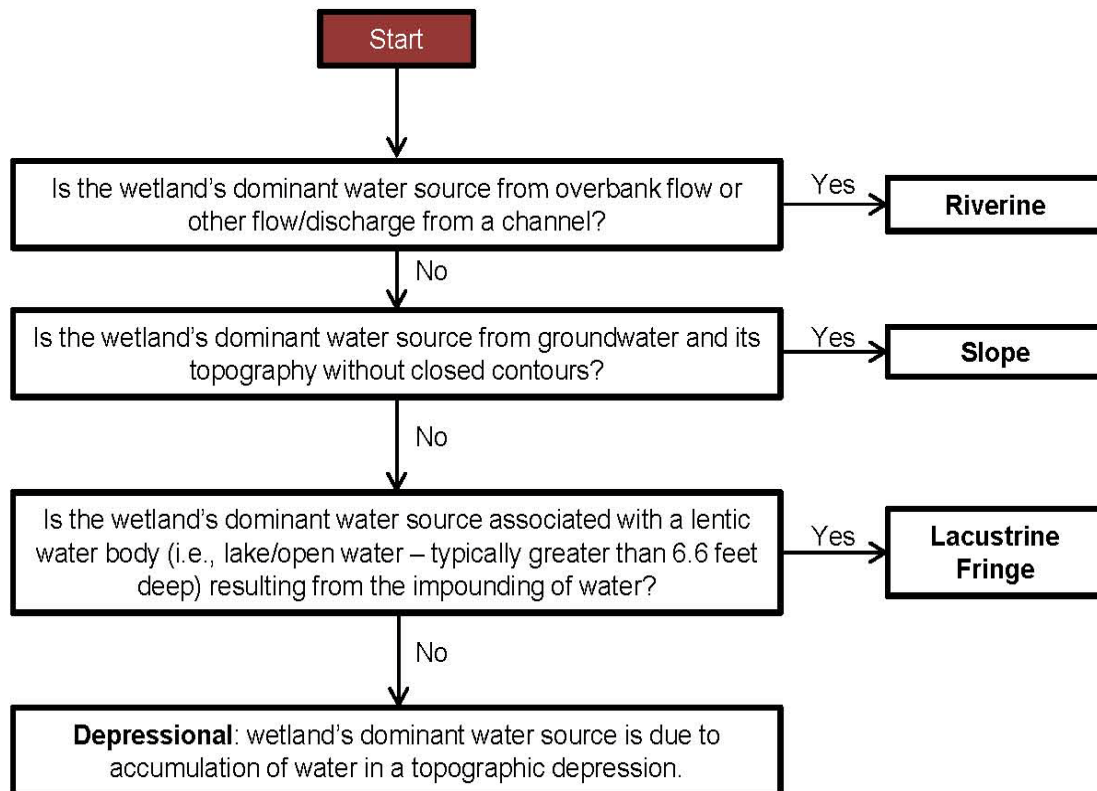 Start
Is the wetland’s dominant water source from overbank flow or
other flow/discharge from a channel?
Yes
Riverine
No
Is the wetland’s dominant water source from groundwater and its
topography without closed contours?
Yes
Slope
No
Is the wetland’s dominant water source associated with a lentic
water body (i.e., lake/open water – typically greater than 6.6 feet
deep) resulting from the impounding of water?
Yes
Lacustrine
Fringe
No
Depressional: wetland’s dominant water source is due to
accumulation of water in a topographic depression.